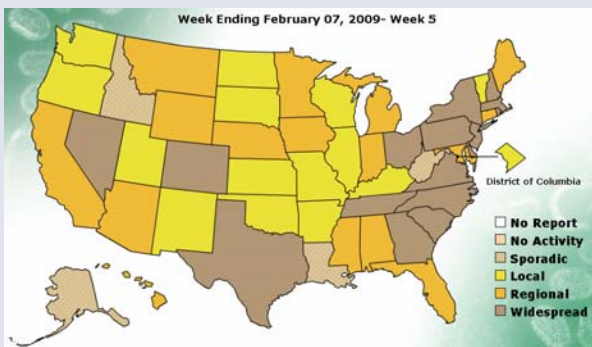 Week Ending February 07, 2009- Week 5
District of Columbia
No Report
No Activity
Sporadic
Local
Regional
Widespread